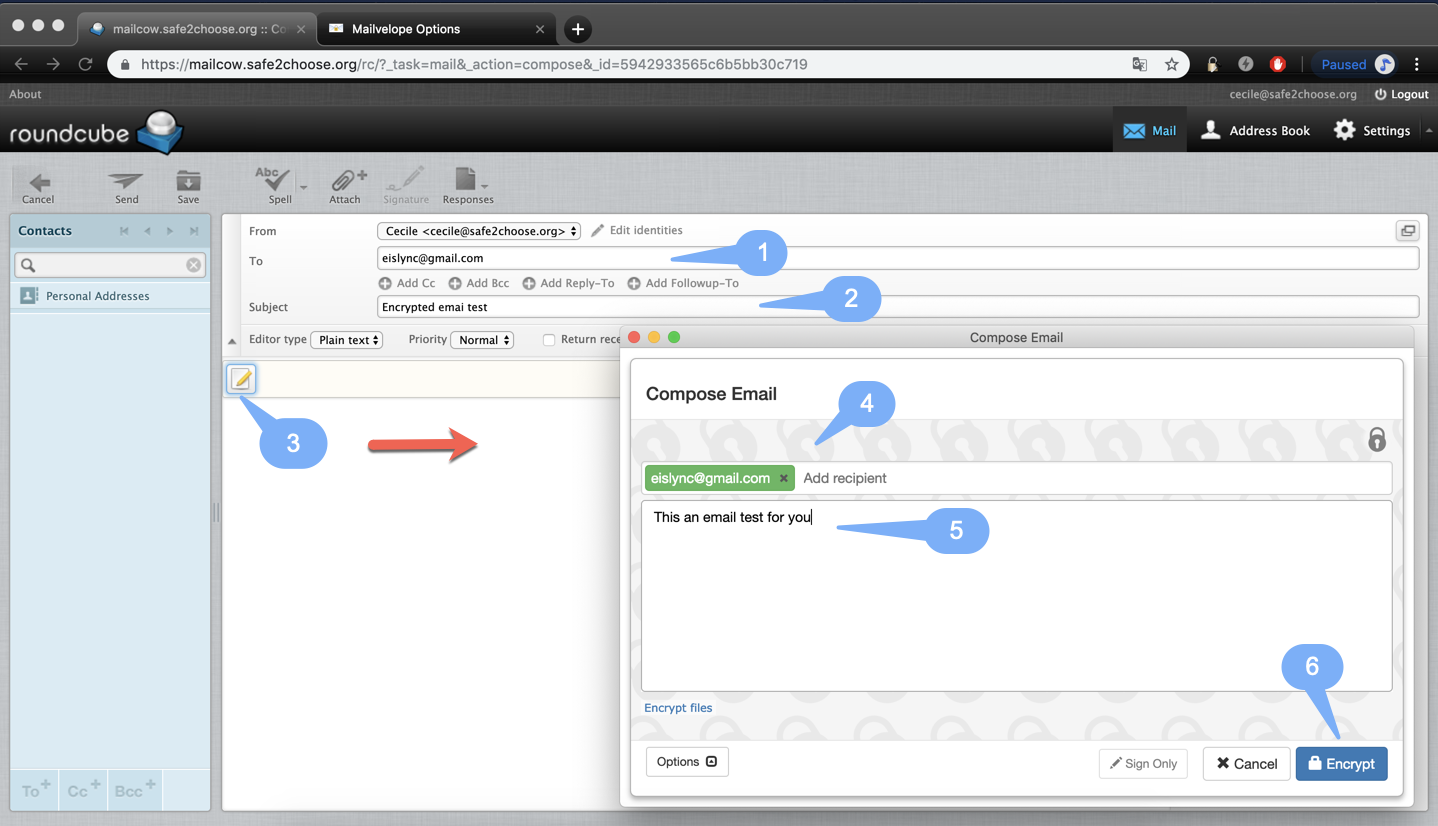 mailcow.safe2choose.org :: Co
Mailvelope Options
https://mailcow.safe2choose.org/rc/?_task=mail&_action=compose&_id=5942933565c6b5bb30c719
Paused
About
cecile@safe2choose.org
Logout
roundcube
Mail
Address Book
Settings
Cancel
Send
Save
Abc
Spell
Attach
Signature
Responses
Contacts
Personal Addresses
From
Cecile <cecile@safe2choose.org>
Edit identities
To
eislync@gmail.com
1
Add Cc
Add Bcc
Add Reply-To
Add Followup-To
Subject
Encrypted emai test
2
Editor type
Plain text
Priority
Normal
Return rece
3
Compose Email
Compose Email
4
eislync@gmail.com
Add recipient
This an email test for you
5
Encrypt files
6
Options
Sign Only
Cancel
Encrypt
To+
Cc+
Bcc+